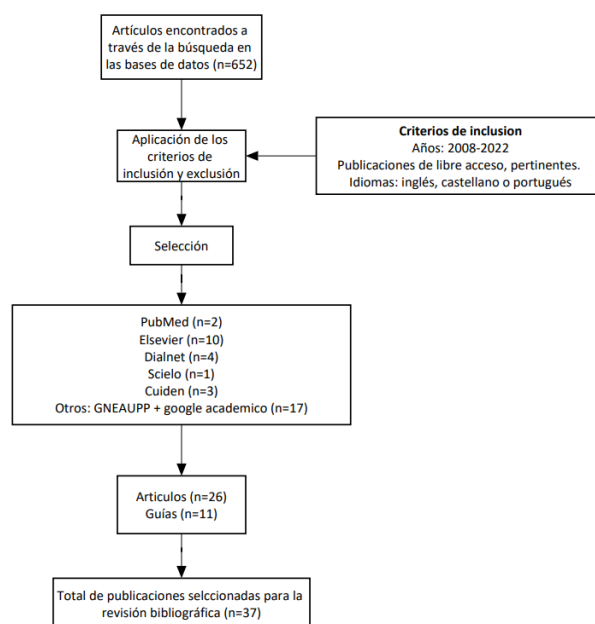 Artículos encontrados a
través de la búsqueda en
las bases de datos (n=652)
Aplicación de los
criterios de
inclusión y exclusión
Criterios de inclusion
Años: 2008-2022
Publicaciones de libre acceso, pertinentes.
Idiomas: inglés, castellano o portugués
Selección
PubMed (n=2)
Elsevier (n=10)
Dialnet (n=4)
Scielo (n=1)
Cuiden (n=3)
Otros: GNEAUPP + google academico (n=17)
Articulos (n=26)
Guías (n=11)
Total de publicaciones selccionadas para la
revisión bibliográfica (n=37)